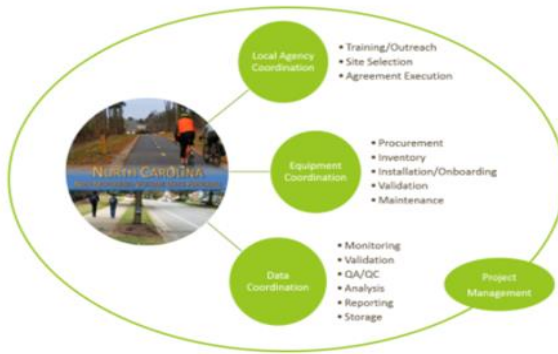 Local Agency
Coordination
• Training/Outreach
• Site Selection
• Agreement Execution
NORTH CAROLINA
Equipment
Coordination
• Procurement
• Inventory
• Installation/Onboarding
• Validation
• Maintenance
Data
Coordination
• Monitoring
• Validation
• QA/QC
• Analysis
• Reporting
• Storage
Project
Management